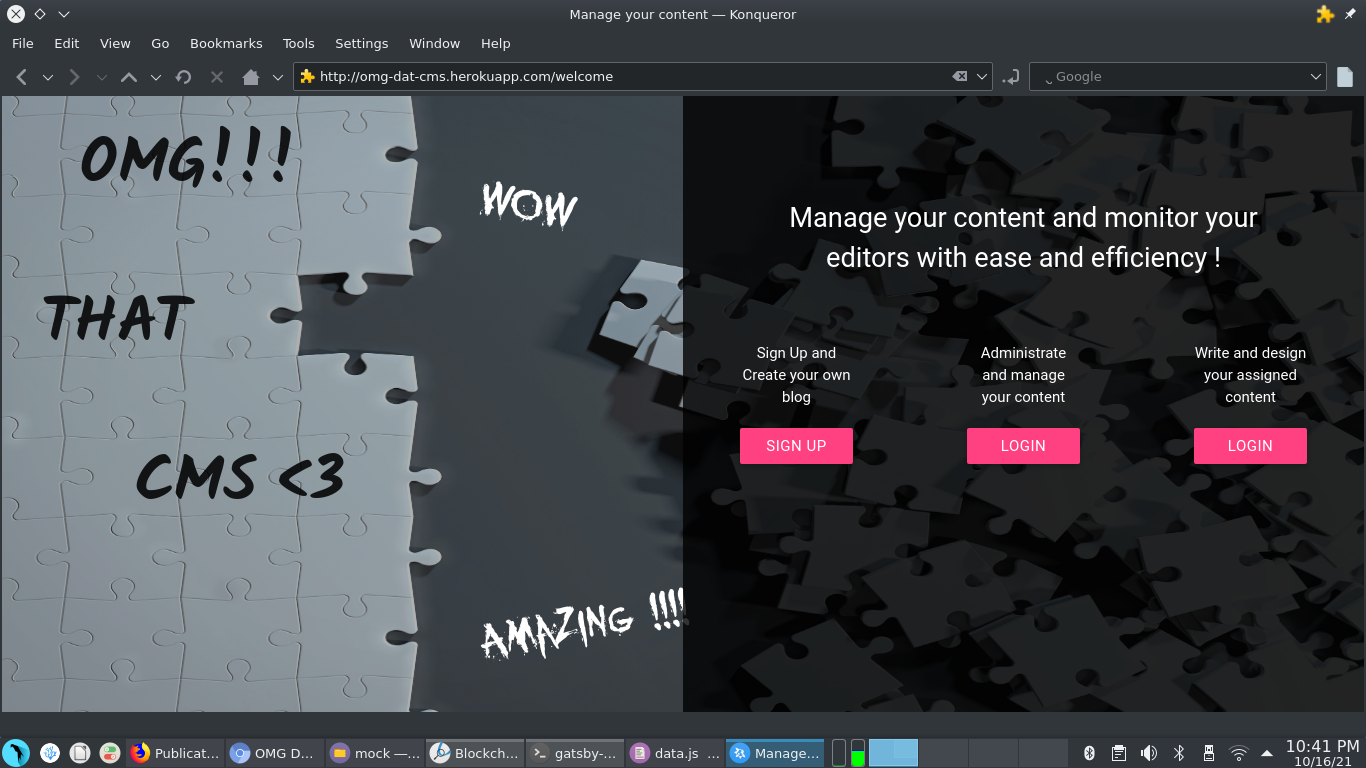 Manage your content — Konqueror
File Edit View Go Bookmarks Tools Settings Window Help
http://omg-dat-cms.herokuapp.com/welcome
Google
OMG!!!
WOW
THAT
CMS <3
AMAZING !!!!
Manage your content and monitor your
editors with ease and efficiency !
Sign Up and
Create your own
blog
SIGN UP
Administrate
and manage
your content
LOGIN
Write and design
your assigned
content
LOGIN
Publicat...
OMG D...
mock —...
Blockch...
gatsby-...
data.js ...
Manage...
10:41 PM
10/16/21